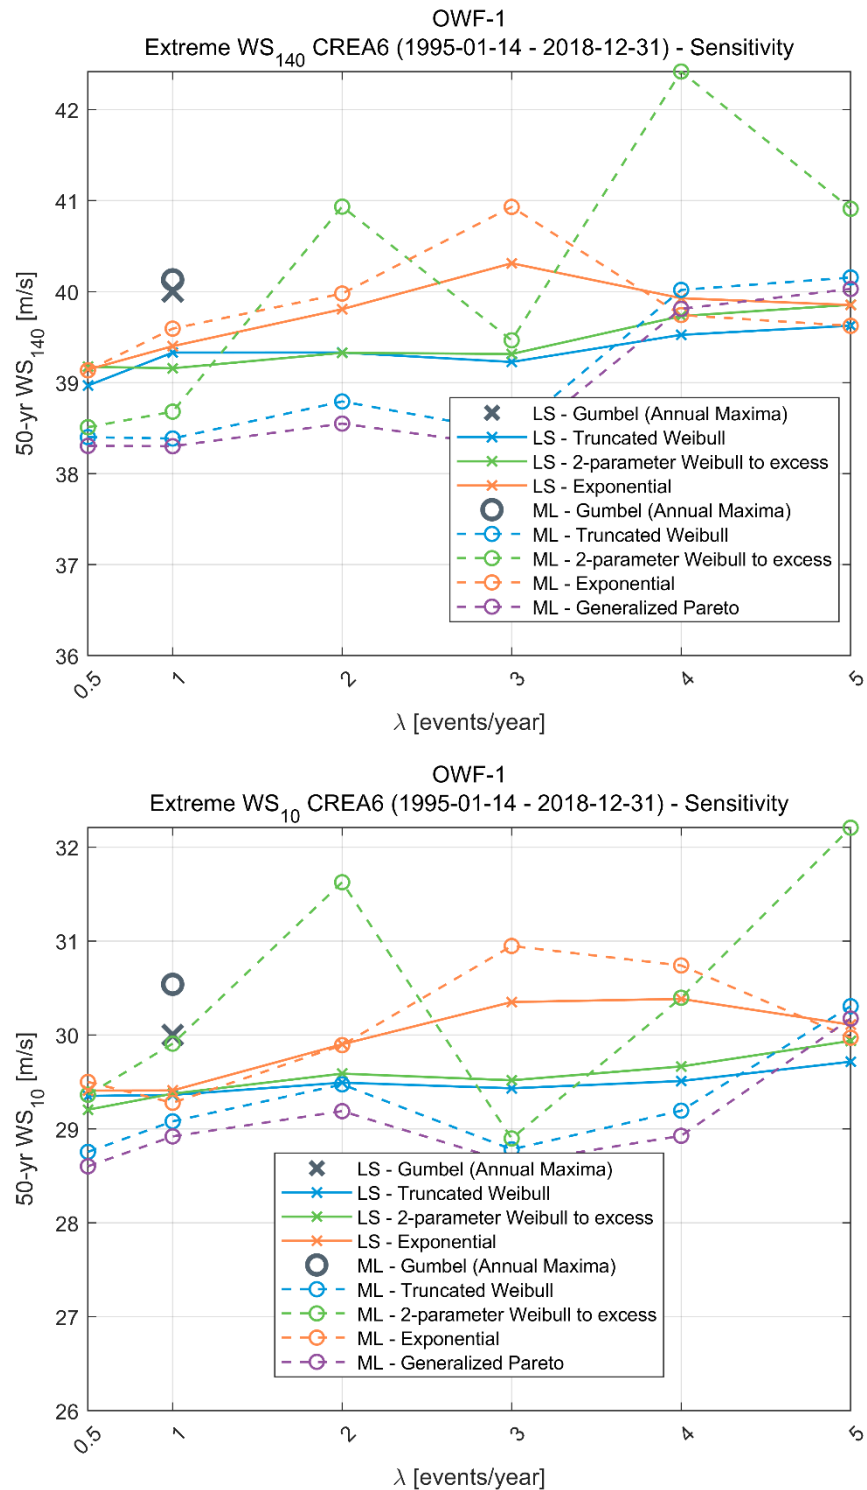 OWF-1
Extreme WS140 CREA6 (1995-01-14 - 2018-12-31) - Sensitivity
42
41
40
39
38
37
36
50-yr WS140 [m/s]
LS - Gumbel (Annual Maxima)
LS - Truncated Weibull
LS - 2-parameter Weibull to excess
LS - Exponential
ML - Gumbel (Annual Maxima)
ML - Truncated Weibull
ML - 2-parameter Weibull to excess
ML - Exponential
ML - Generalized Pareto
0.5 1 2 3 4 5
λ [events/year]
OWF-1
Extreme WS10 CREA6 (1995-01-14 - 2018-12-31) - Sensitivity
32
31
30
29
28
27
26
50-yr WS10 [m/s]
LS - Gumbel (Annual Maxima)
LS - Truncated Weibull
LS - 2-parameter Weibull to excess
LS - Exponential
ML - Gumbel (Annual Maxima)
ML - Truncated Weibull
ML - 2-parameter Weibull to excess
ML - Exponential
ML - Generalized Pareto
0.5 1 2 3 4 5
λ [events/year]